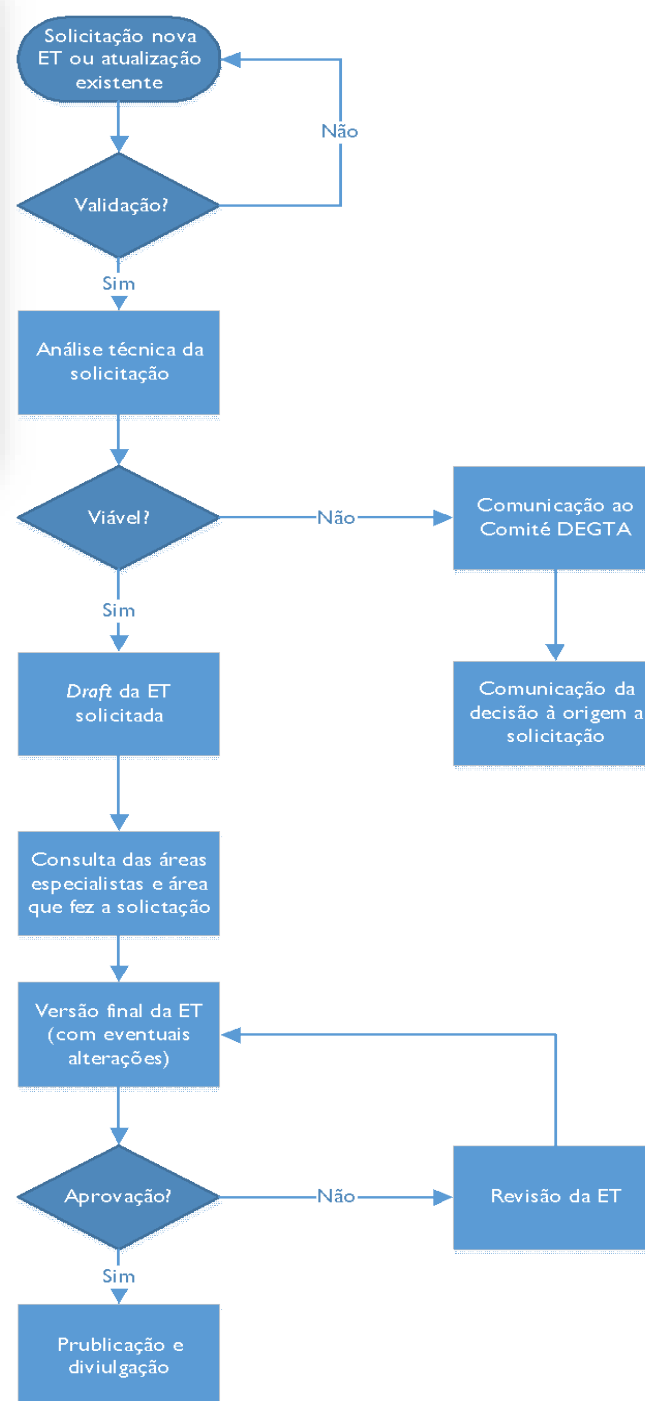 Solicitação nova
ET ou atualização
existente
Não
Validação?
Sim
Análise técnica da
solicitação
Viável?
Não
Comunicação ao
Comité DEGTA
Sim
Draft da ET
solicitada
Comunicação da
decisão à origem a
solicitação
Consulta das áreas
especialistas e área
que fez a solictação
Versão final da ET
(com eventuais
alterações)
Aprovação?
Não
Revisão da ET
Sim
Prublicação e
diviulgação